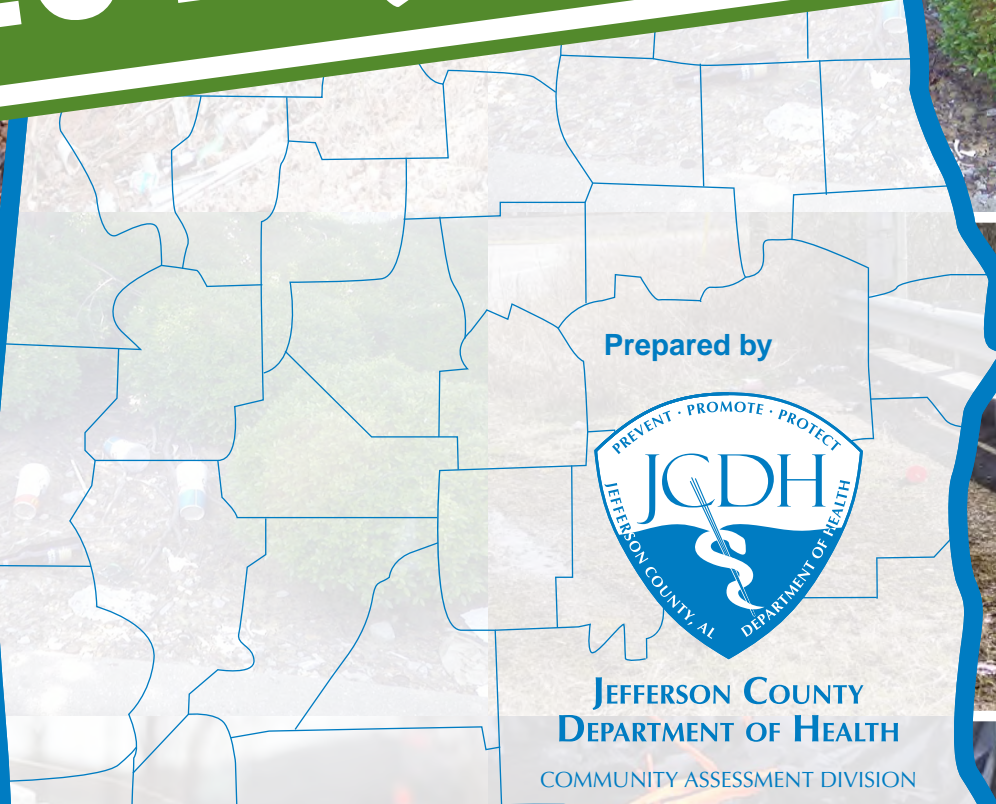 Prepared by
PREVENT · PROMOTE · PROTECT
JCDH
JEFFERSON COUNTY, AL
DEPARTMENT OF HEALTH
JEFFERSON COUNTY
DEPARTMENT OF HEALTH
COMMUNITY ASSESSMENT DIVISION